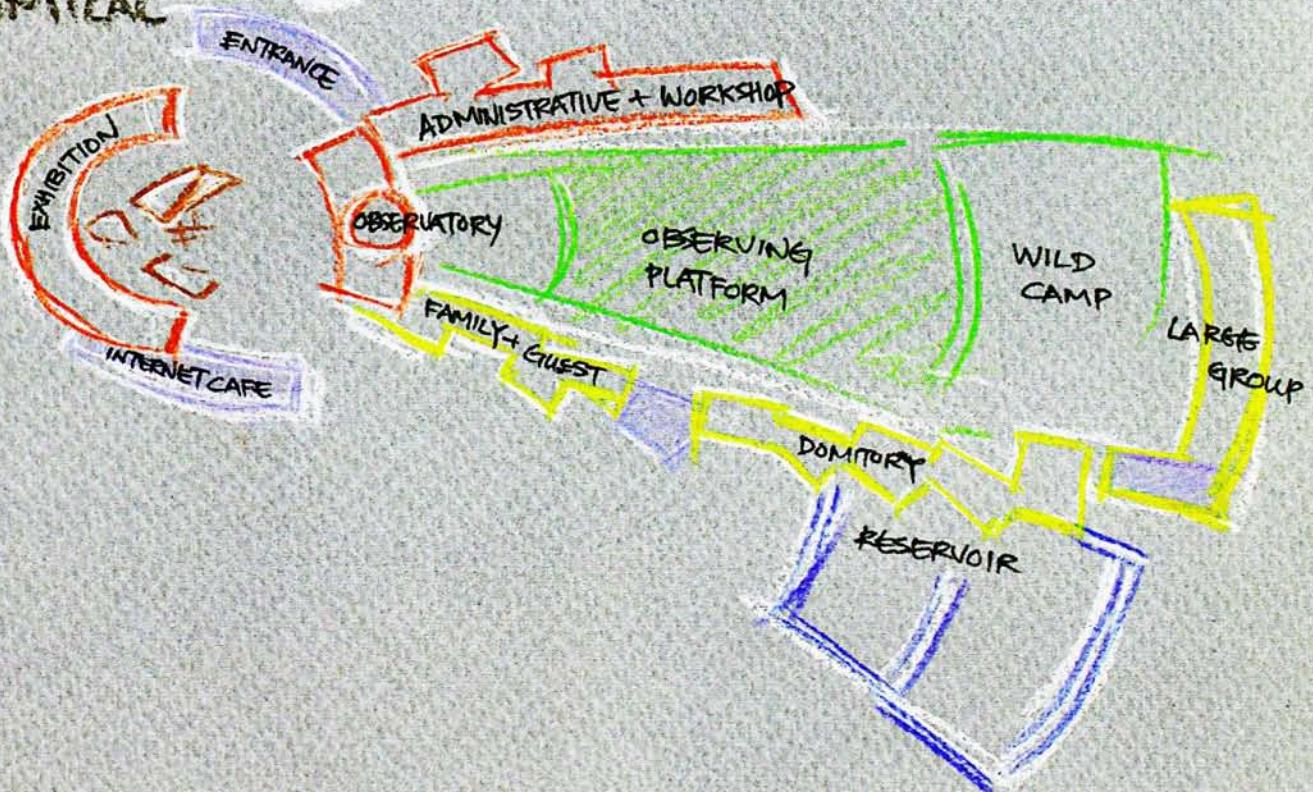 ENTRANCE
ADMINISTRATIVE + WORKSHOP
EXHIBITION
OBSERVATORY
OBSERVING
PLATFORM
WILD
CAMP
FAMILY + GUEST
LARGE
GROUP
INTERNET CAFE
DOMITORY
RESERVOIR